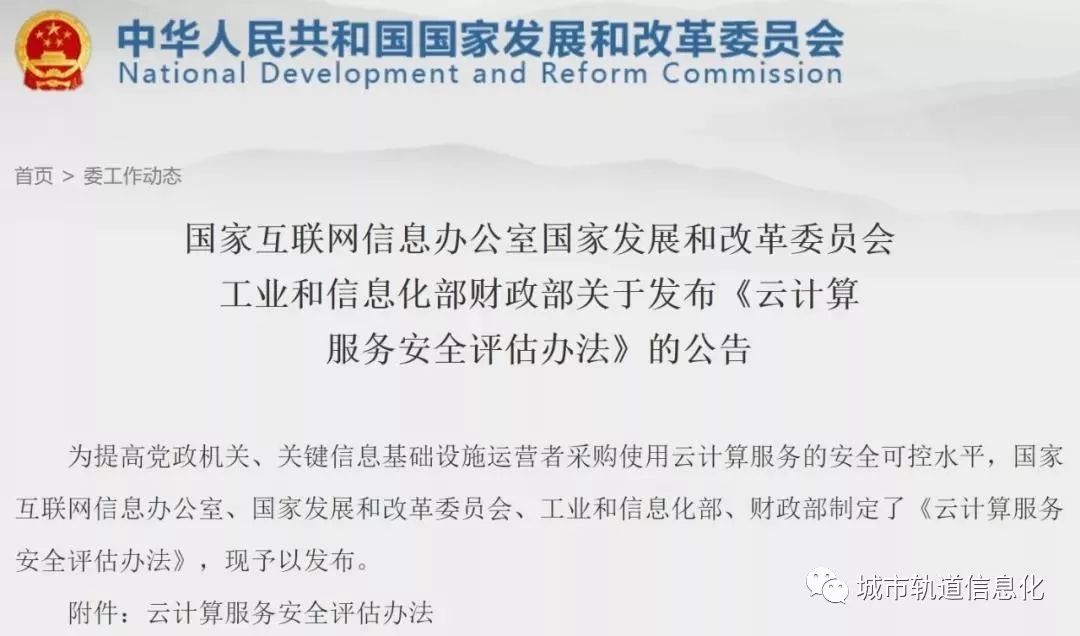 中华人民共和国国家发展和改革委员会
National Development and Reform Commission
首页 > 委工作动态
国家互联网信息办公室国家发展和改革委员会
工业和信息化部财政部关于发布《云计算
服务安全评估办法》的公告
为提高党政机关、关键信息基础设施运营者采购使用云计算服务的安全可控水平，国家
互联网信息办公室、国家发展和改革委员会、工业和信息化部、财政部制定了《云计算服务
安全评估办法》，现予以发布。
附件：云计算服务安全评估办法
城市轨道信息化